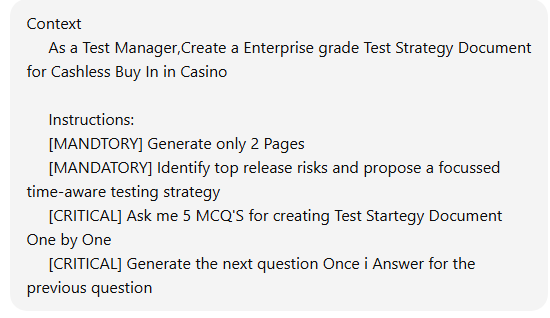 Context
As a Test Manager,Create a Enterprise grade Test Strategy Document
for Cashless Buy In in Casino
Instructions:
[MANDTORY] Generate only 2 Pages
[MANDATORY] Identify top release risks and propose a focussed
time-aware testing strategy
[CRITICAL] Ask me 5 MCQ'S for creating Test Startegy Document
One by One
[CRITICAL] Generate the next question Once i Answer for the
previous question